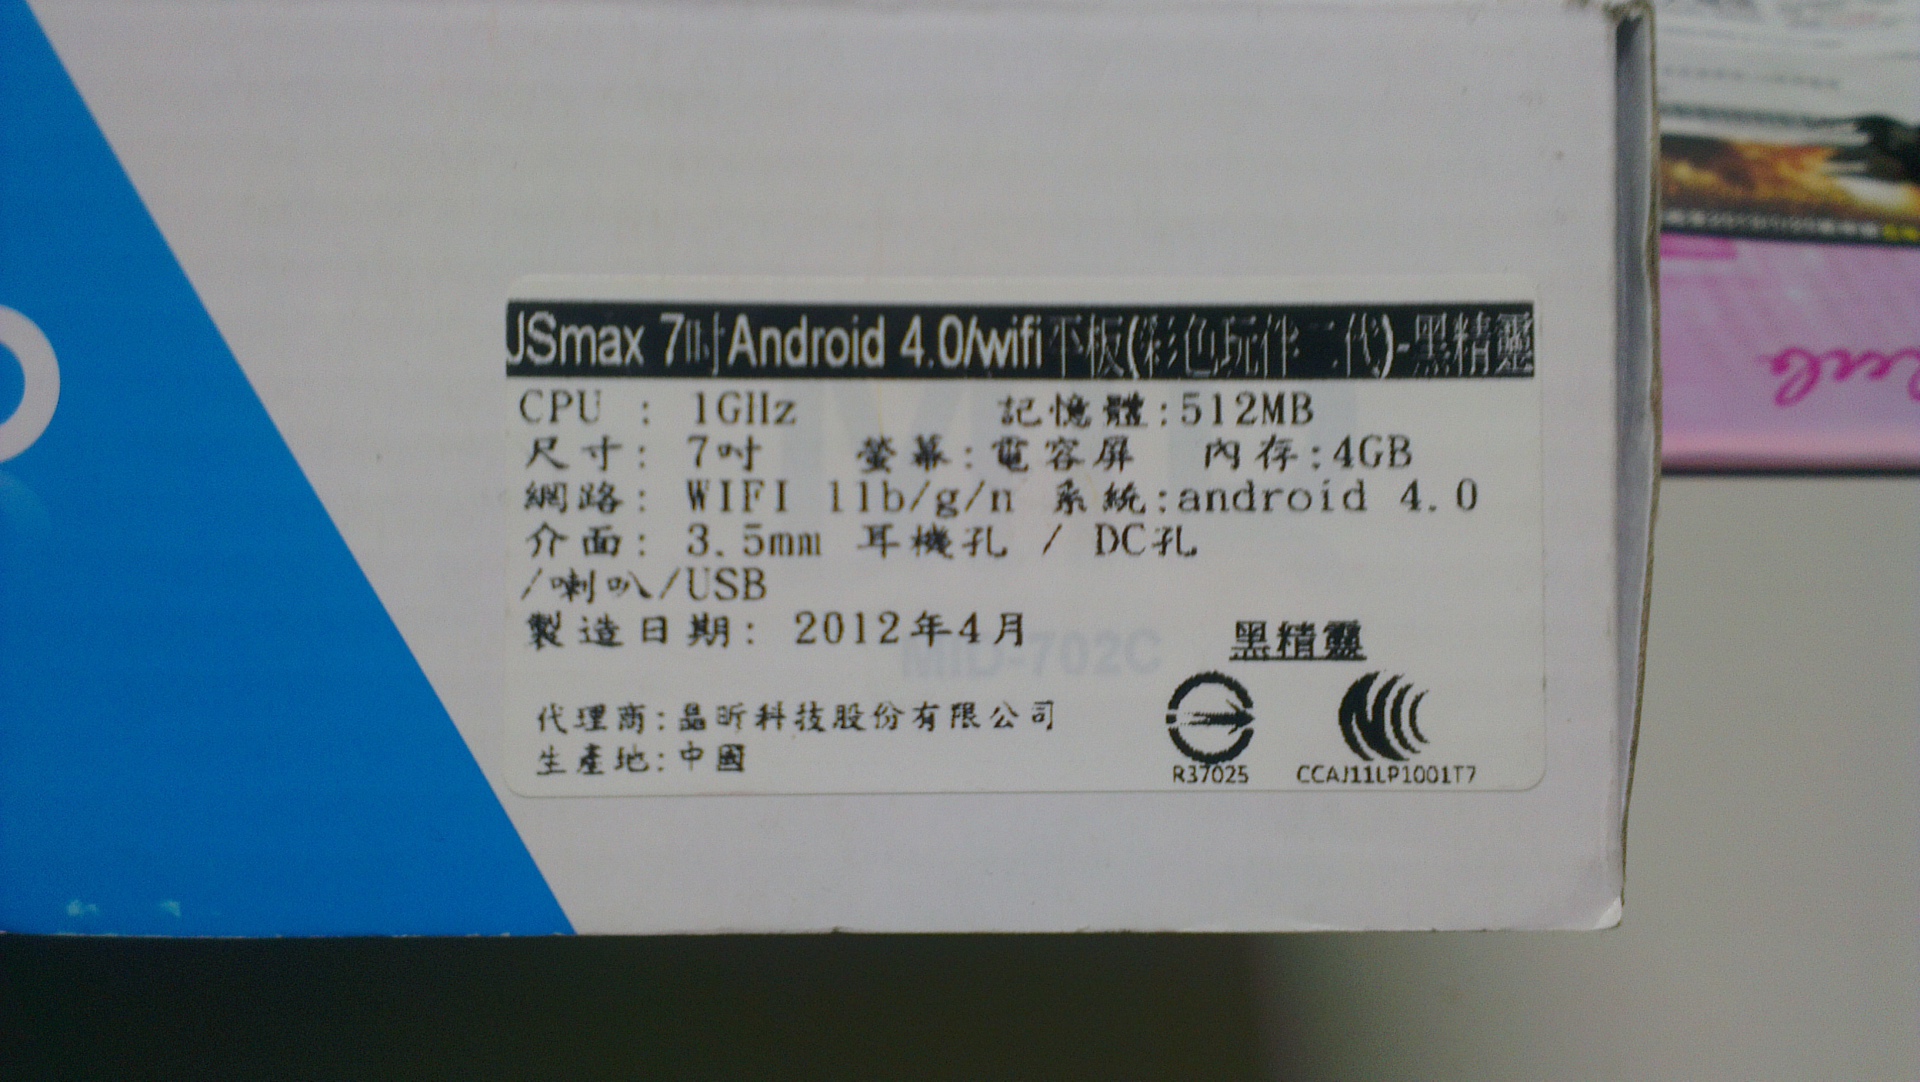 JSmax 7吋Android 4.0/wifi平板(彩色玩伴二代)-黑精靈
CPU : 1GHz 記憶體:512MB
尺寸: 7吋 螢幕:電容屏 內存:4GB
網路: WIFI 11b/g/n 系統:android 4.0
介面: 3.5mm 耳機孔 / DC孔
/喇叭/USB
製造日期: 2012年4月
MID-702C
黑精靈
代理商:晶昕科技股份有限公司
生產地:中國
R37025
CCAJ11LP1001T7